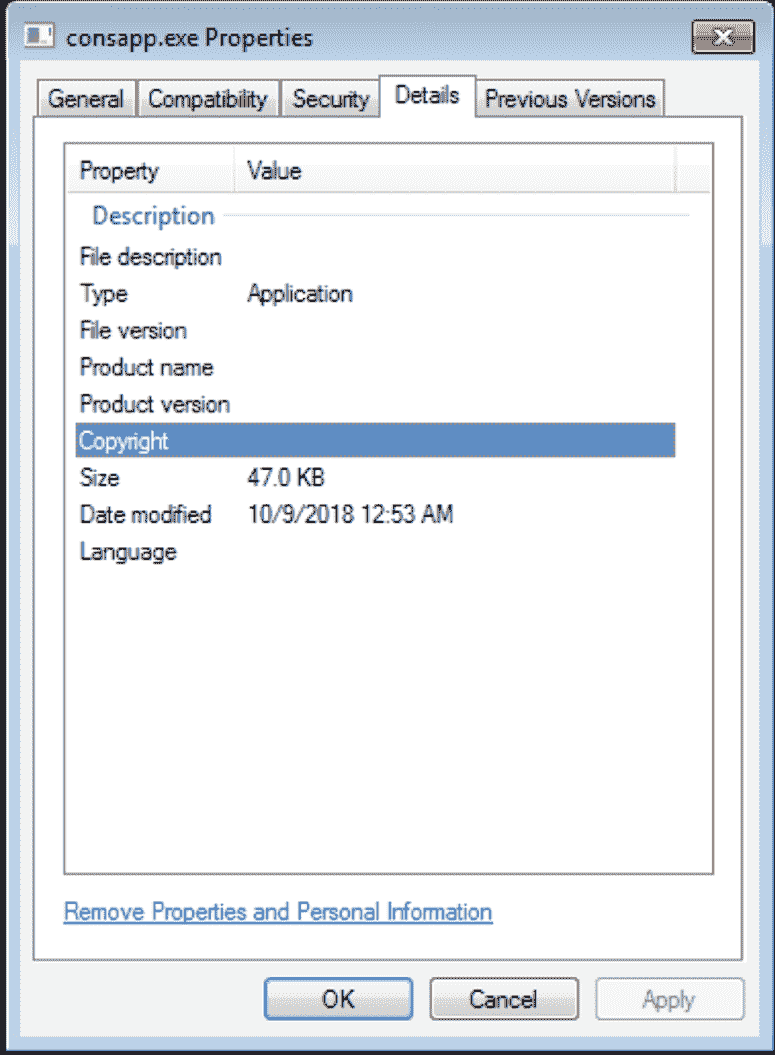 consapp.exe Properties
General Compatibility Security Details Previous Versions
Property Value
Description
File description
Type Application
File version
Product name
Product version
Copyright
Size 47.0 KB
Date modified 10/9/2018 12:53 AM
Language
Remove Properties and Personal Information
OK Cancel Apply